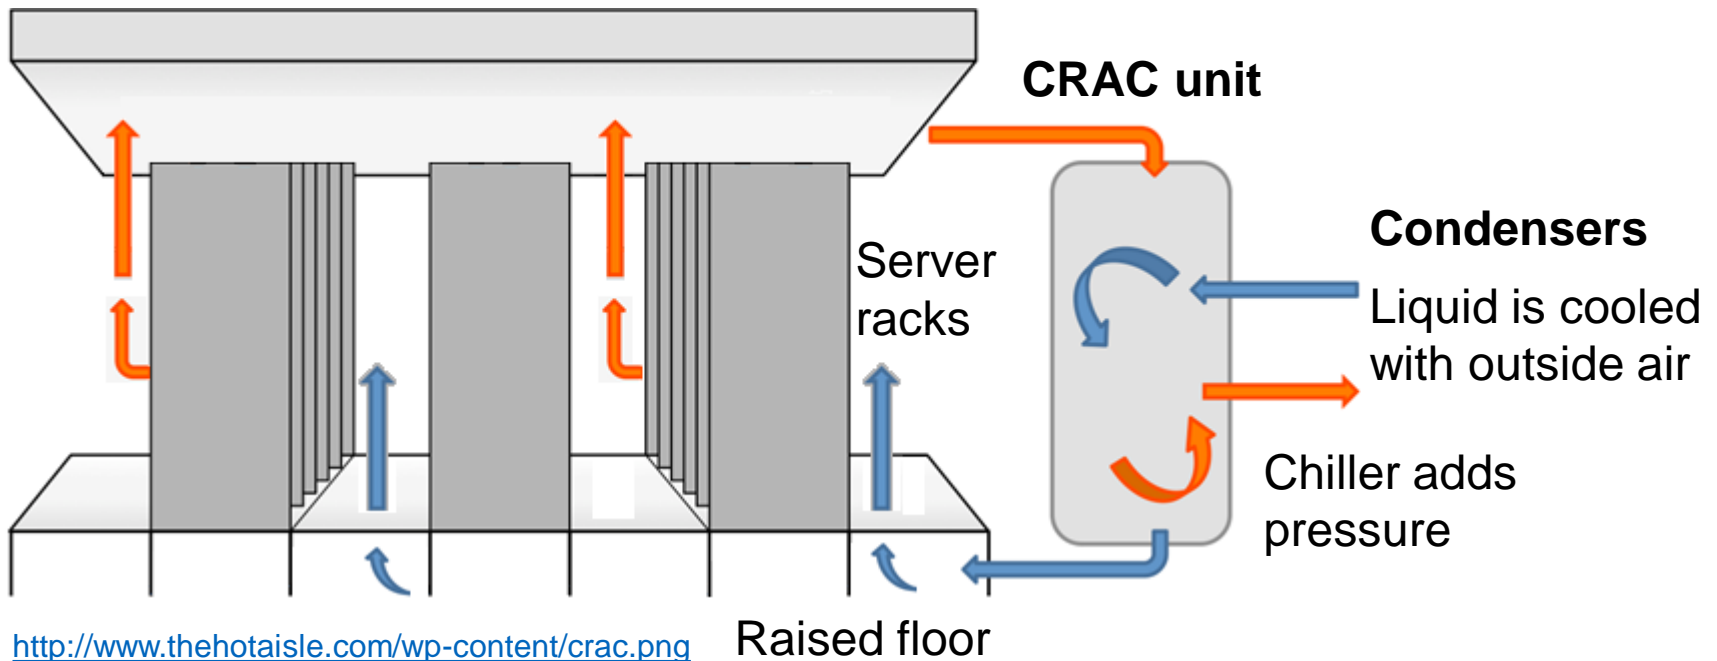 CRAC unit
Condensers
Server
racks
Liquid is cooled
with outside air
Chiller adds
pressure
Raised floor
http://www.thehotaisle.com/wp-content/crac.png